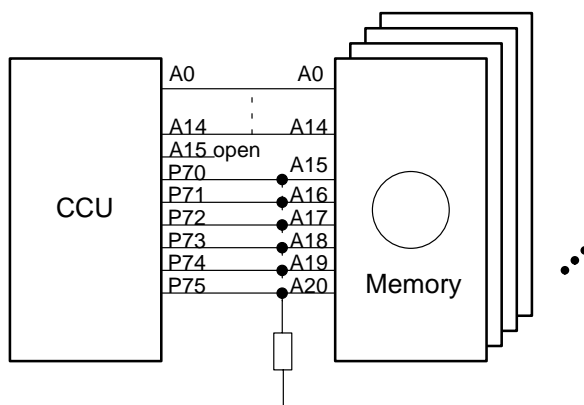 A0 A0
A14 A14
A15 open
P70 A15
P71 A16
P72 A17
P73 A18
P74 A19
P75 A20
CCU
Memory